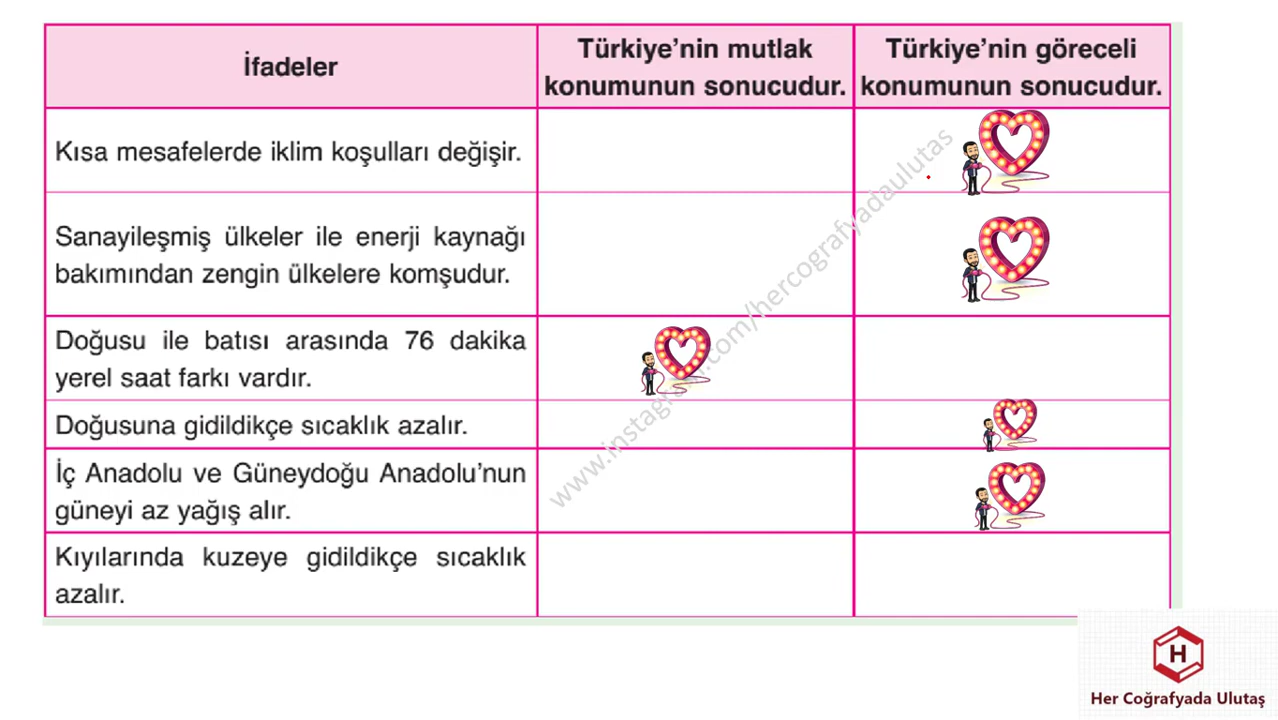 İfadeler
Türkiye’nin mutlak
konumunun sonucudur.
Türkiye’nin göreceli
konumunun sonucudur.
Kısa mesafelerde iklim koşulları değişir.
Sanayileşmiş ülkeler ile enerji kaynağı
bakımından zengin ülkelere komşudur.
Doğusu ile batısı arasında 76 dakika
yerel saat farkı vardır.
Doğusuna gidildikçe sıcaklık azalır.
İç Anadolu ve Güneydoğu Anadolu’nun
güneyi az yağış alır.
Kıyılarında kuzeye gidildikçe sıcaklık
azalır.
www.instagram.com/hercografyadaulutas
H
Her Coğrafyada Ulutaş